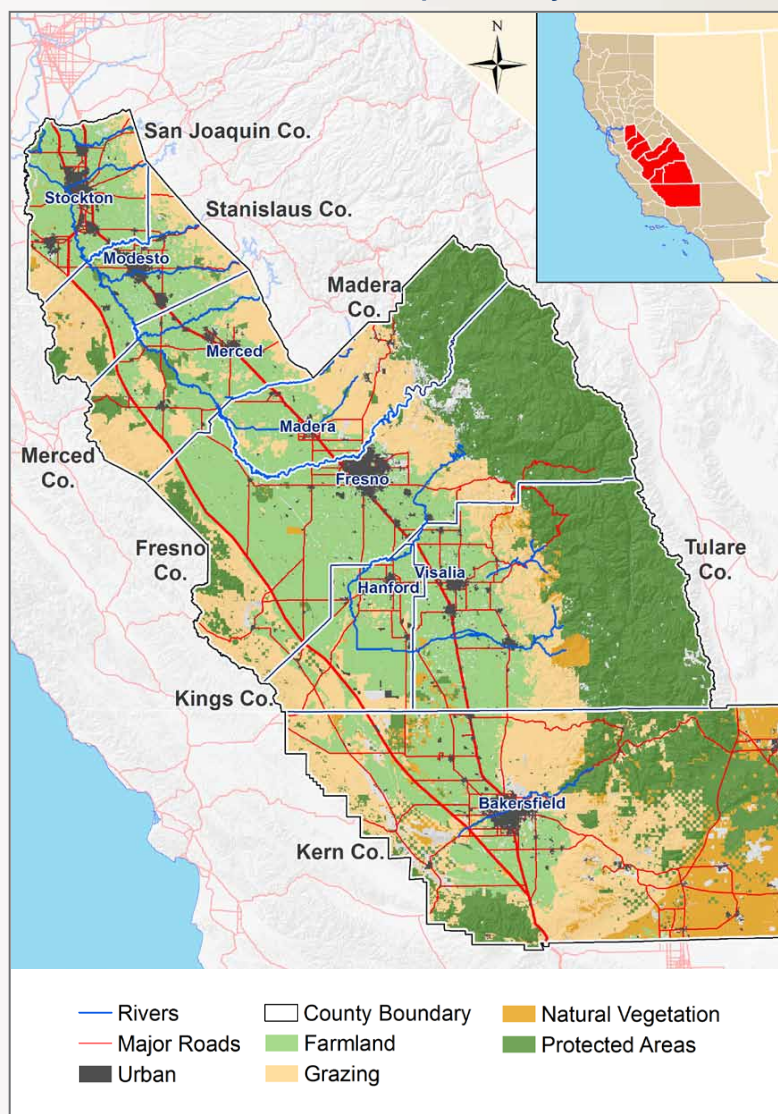 N
San Joaquin Co.
Stockton
Stanislaus Co.
Modesto
Madera
Co.
Merced
Madera
Merced
Co.
Fresno
Fresno
Co.
Tulare
Co.
Visalia
Hanford
Kings Co.
Bakersfield
Kern Co.
Rivers
County Boundary
Natural Vegetation
Major Roads
Farmland
Protected Areas
Urban
Grazing